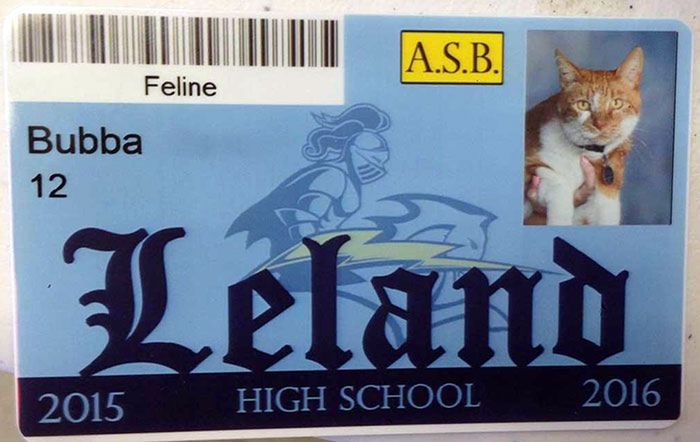 Feline
A.S.B.
Bubba
12
Leland
2015 HIGH SCHOOL 2016